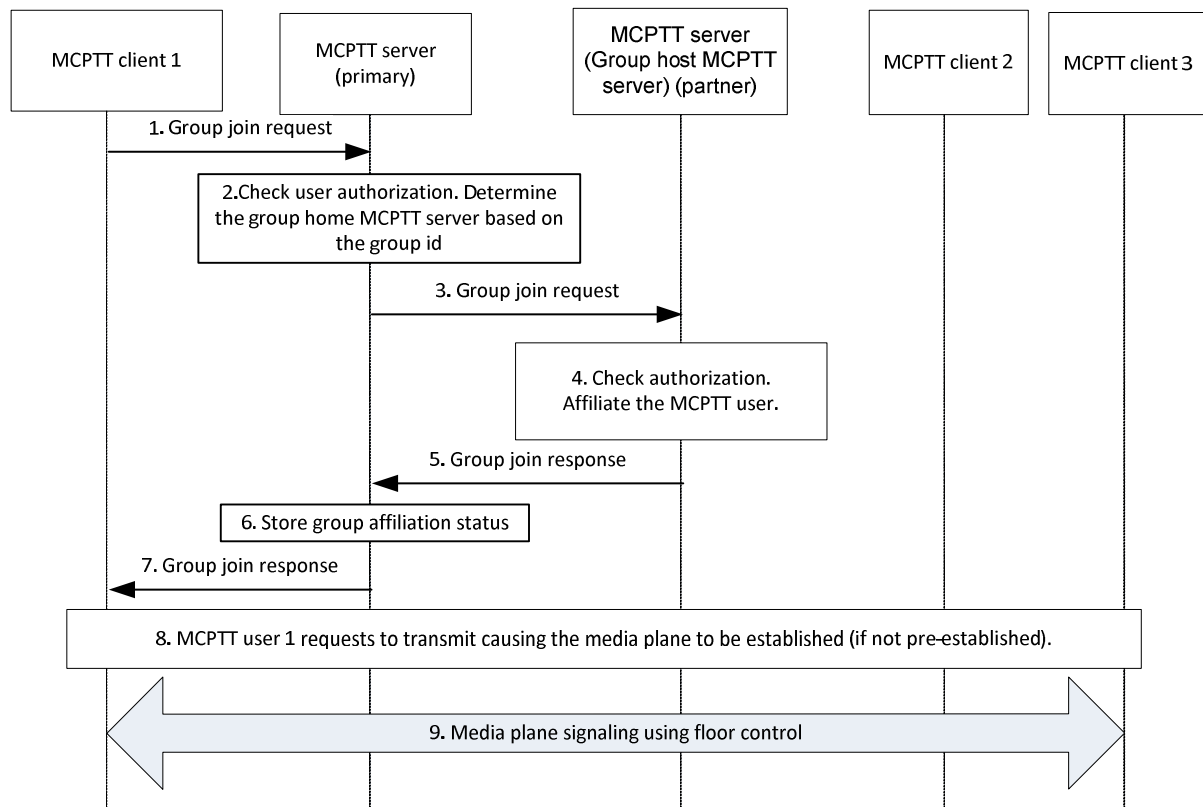 MCPTT client 1
MCPTT server
(primary)
MCPTT server
(Group host MCPTT
server) (partner)
MCPTT client 2
MCPTT client 3
1. Group join request
2.Check user authorization. Determine
the group home MCPTT server based on
the group id
3. Group join request
4. Check authorization.
Affiliate the MCPTT user.
5. Group join response
6. Store group affiliation status
7. Group join response
8. MCPTT user 1 requests to transmit causing the media plane to be established (if not pre-established).
9. Media plane signaling using floor control